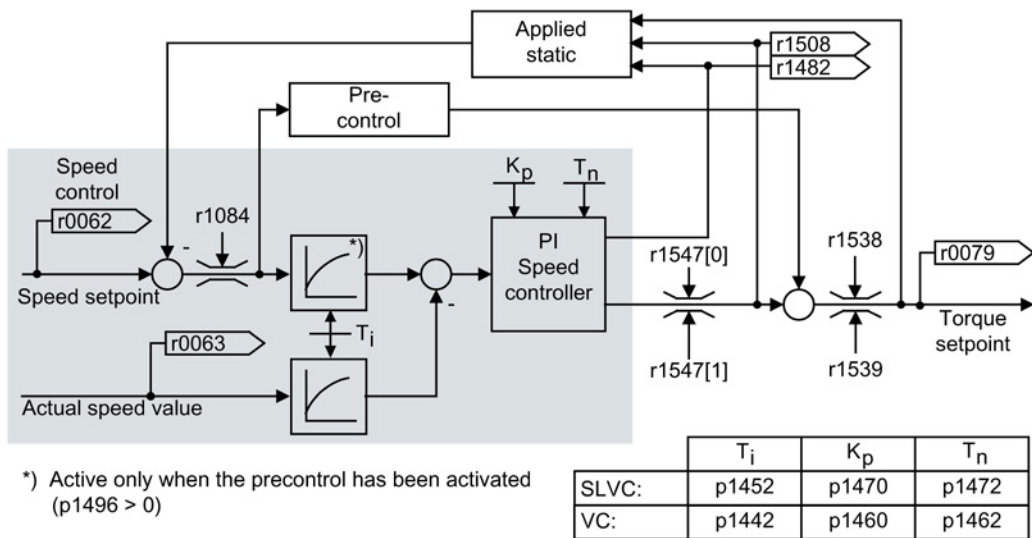 Applied
static
r1508
r1482
Pre-
control
Speed
control
r0062
r1084
Kp
Tn
*)
PI
Speed
controller
r1547[0]
r1538
r0079
-
Speed setpoint
-
Ti
r0063
r1547[1]
r1539
Torque
setpoint
Actual speed value
*) Active only when the precontrol has been activated
(p1496 > 0)
Ti Kp Tn
SLVC: p1452 p1470 p1472
VC: p1442 p1460 p1462